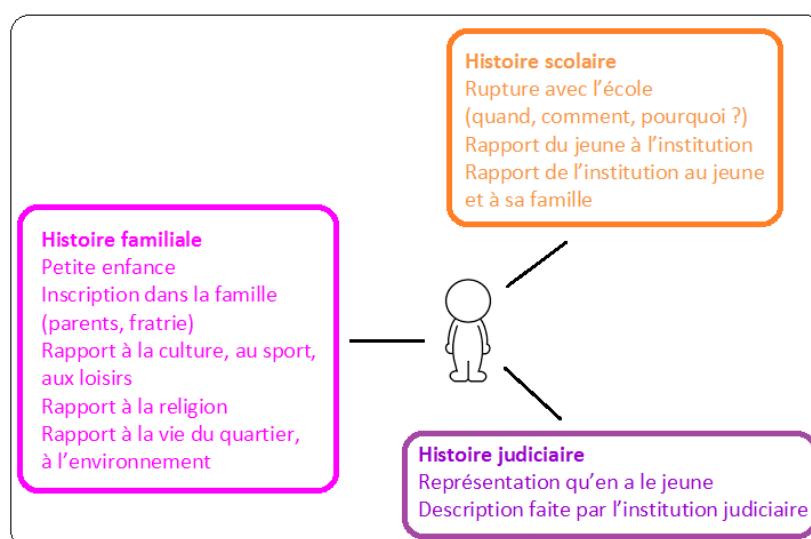 Histoire scolaire
Rupture avec l’école
(quand, comment, pourquoi ?)
Rapport du jeune à l’institution
Rapport de l’institution au jeune
et à sa famille
Histoire familiale
Petite enfance
Inscription dans la famille
(parents, fratrie)
Rapport à la culture, au sport,
aux loisirs
Rapport à la religion
Rapport à la vie du quartier,
à l’environnement
Histoire judiciaire
Représentation qu’en a le jeune
Description faite par l’institution judiciaire